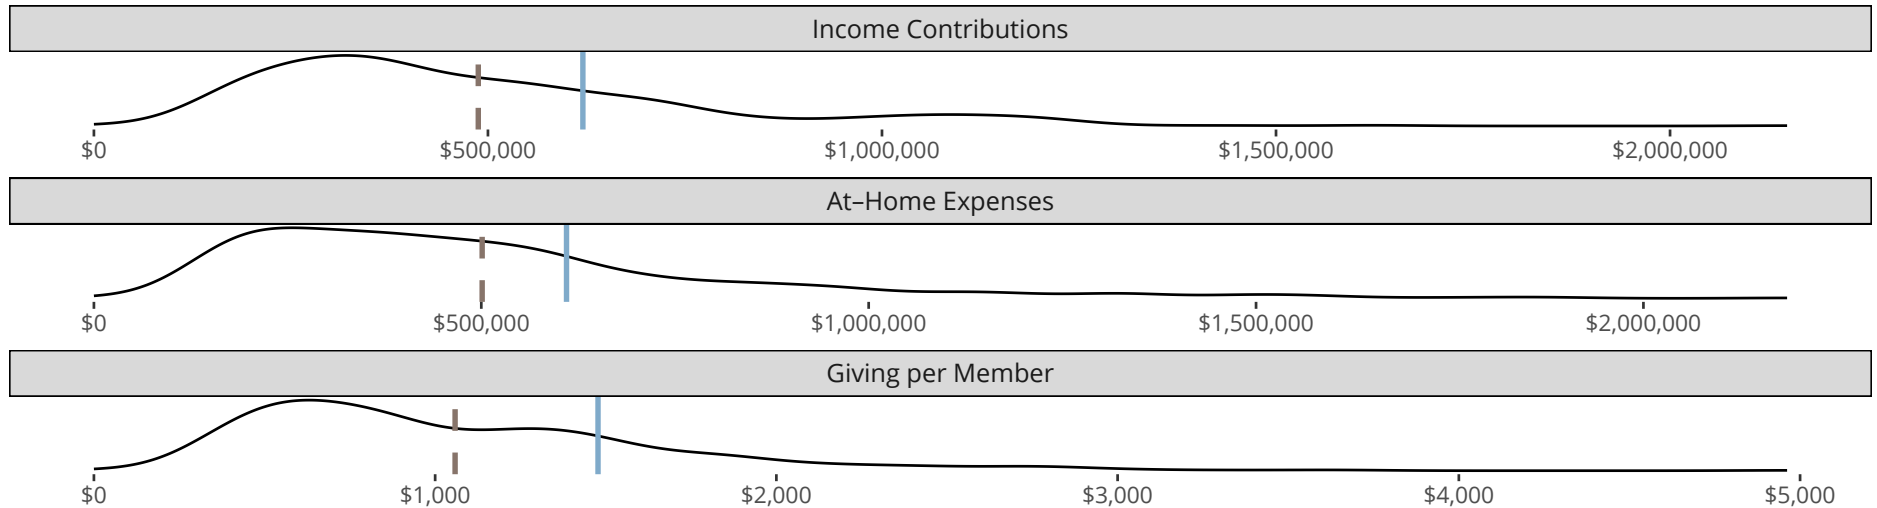 Income Contributions
$0 $500,000 $1,000,000 $1,500,000 $2,000,000
At–Home Expenses
$0 $500,000 $1,000,000 $1,500,000 $2,000,000
Giving per Member
$0 $1,000 $2,000 $3,000 $4,000 $5,000